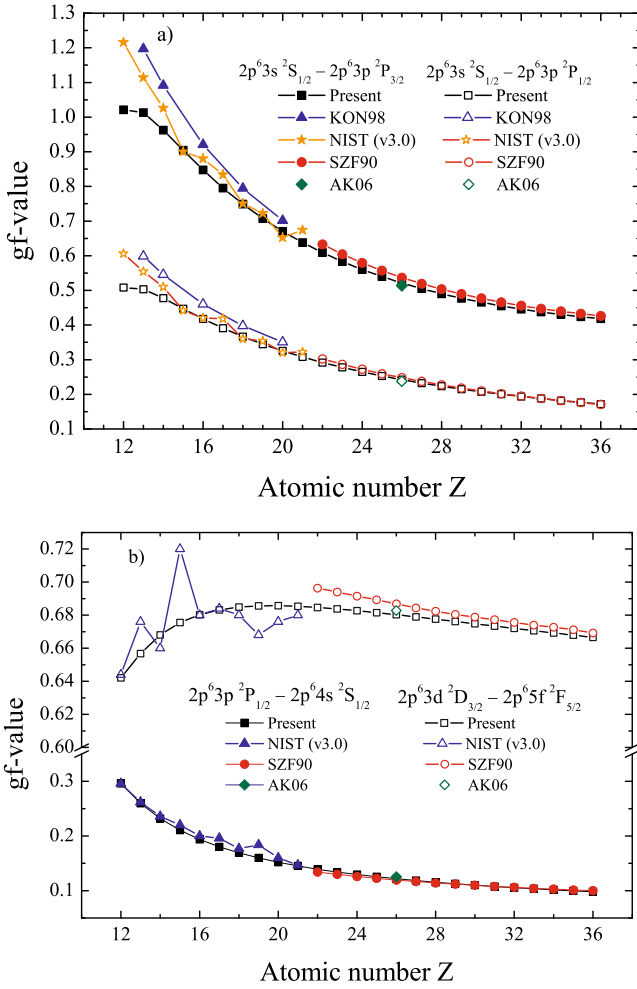 a)
2p⁶3s ²S₁/₂ – 2p⁶3p ²P₃/₂ 2p⁶3s ²S₁/₂ – 2p⁶3p ²P₁/₂
Present Present
KON98 KON98
NIST (v3.0) NIST (v3.0)
SZF90 SZF90
AK06 AK06
gf-value
1.3
1.2
1.1
1.0
0.9
0.8
0.7
0.6
0.5
0.4
0.3
0.2
0.1
12 16 20 24 28 32 36
Atomic number Z
b)
2p⁶3p ²P₁/₂ – 2p⁶4s ²S₁/₂ 2p⁶3d ²D₃/₂ – 2p⁶5f ²F₅/₂
Present Present
NIST (v3.0) NIST (v3.0)
SZF90 SZF90
AK06 AK06
gf-value
0.72
0.70
0.68
0.66
0.64
0.62
0.60
0.3
0.2
0.1
12 16 20 24 28 32 36
Atomic number Z